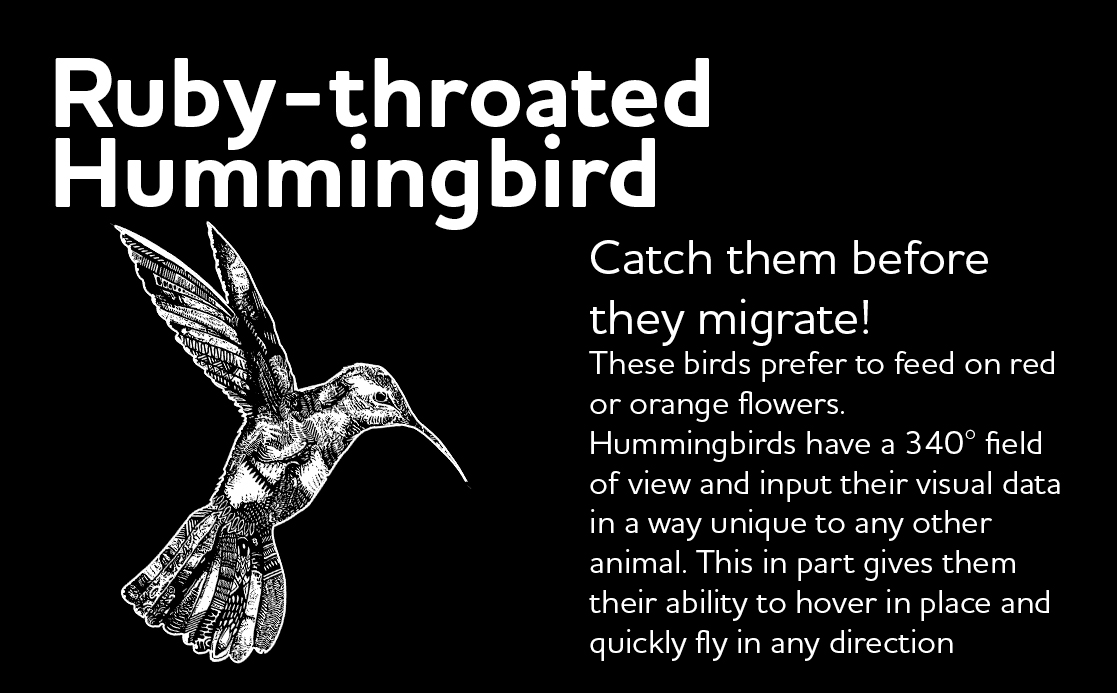 Ruby-throated
Hummingbird
Catch them before
they migrate!
These birds prefer to feed on red
or orange flowers.
Hummingbirds have a 340° field
of view and input their visual data
in a way unique to any other
animal. This in part gives them
their ability to hover in place and
quickly fly in any direction